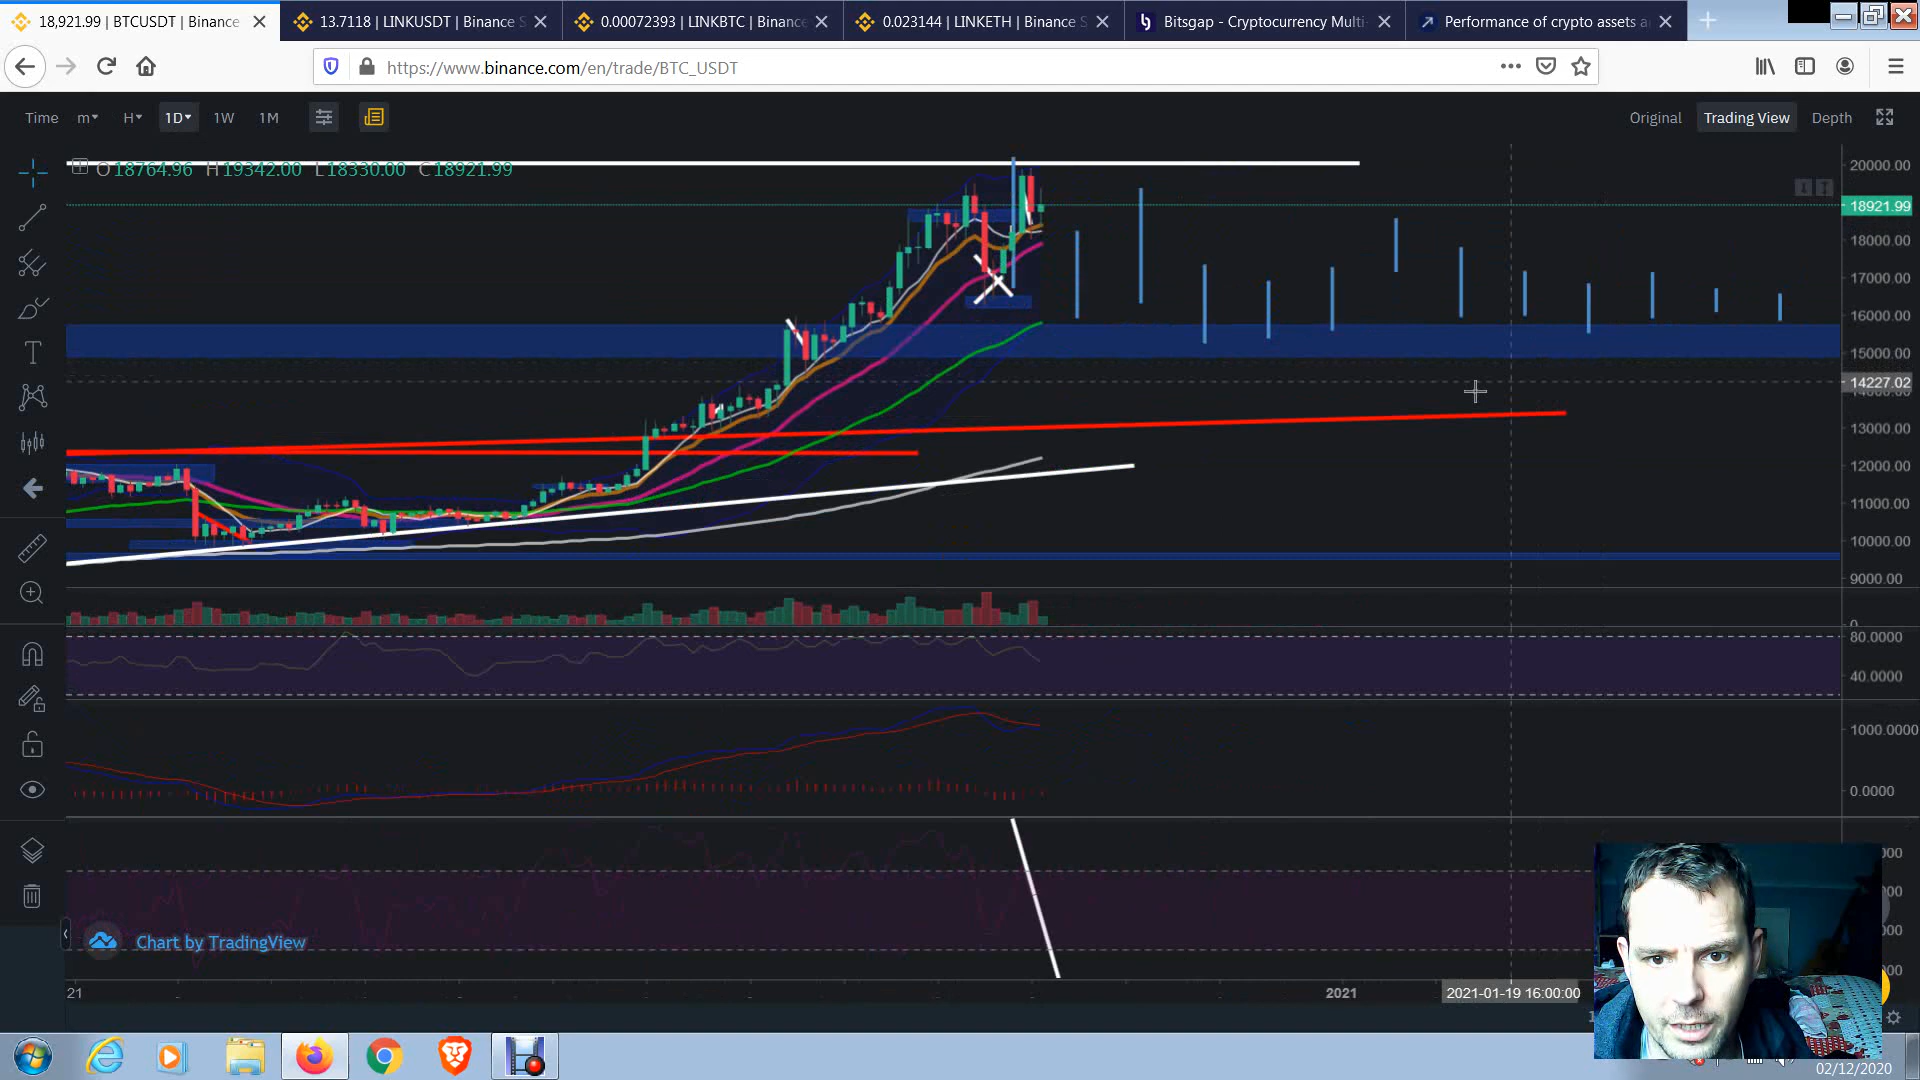 18,921.99 | BTCUSDT | Binance
13.7118 | LINKUSDT | Binance S
0.00072393 | LINKBTC | Binance
0.023144 | LINKETH | Binance S
Bitsgap - Cryptocurrency Multi-
Performance of crypto assets a
https://www.binance.com/en/trade/BTC_USDT
Time m H 1D 1W 1M
Original Trading View Depth
O18764.96 H19342.00 L18330.00 C18921.99
20000.00
18921.99
18000.00
17000.00
16000.00
15000.00
14227.02
13000.00
12000.00
11000.00
10000.00
9000.00
80.0000
40.0000
1000.0000
0.0000
Chart by TradingView
21
2021
2021-01-19 16:00:00
02/12/2020